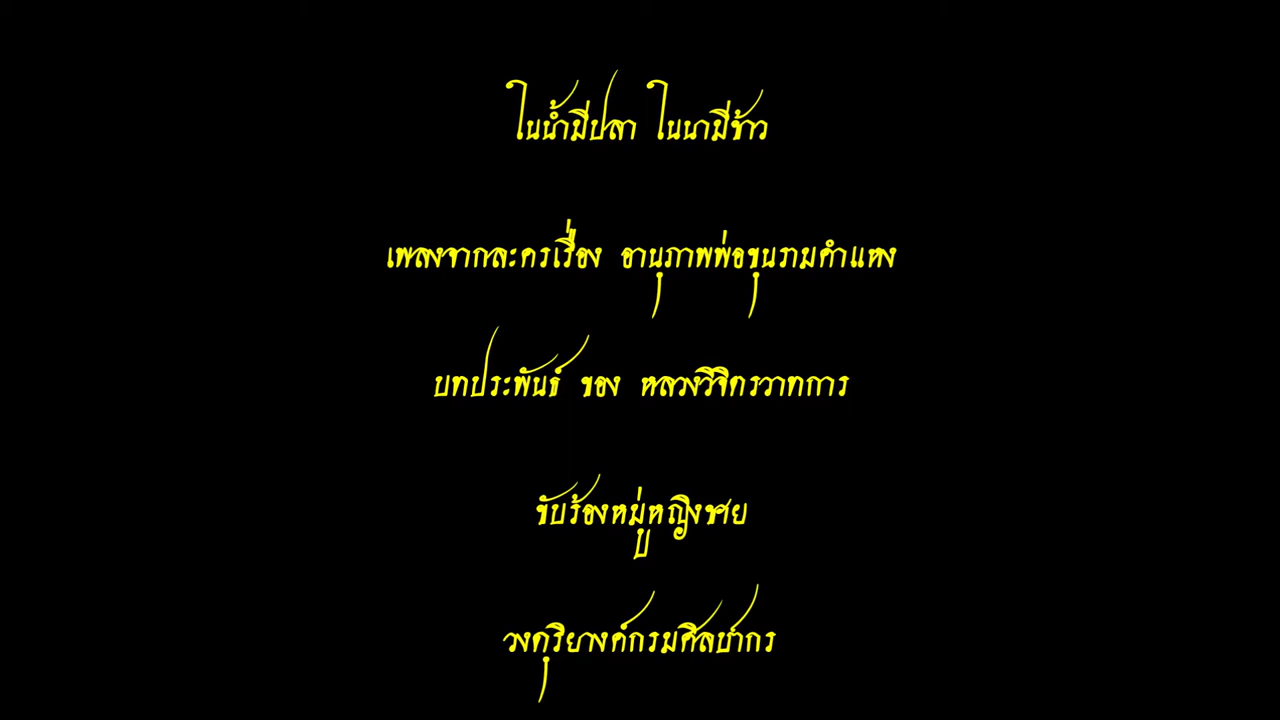 ในน้ำมีปลา ในนามีข้าว
เพลงจากละครเรื่อง อานุภาพพ่อขุนรามคำแหง
บทประพันธ์ ของ หลวงวิจิตรวาทการ
ขับร้องหมู่หญิงชาย
วงดุริยางค์กรมศิลปากร